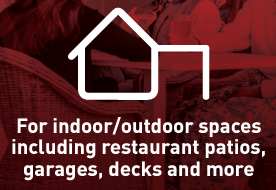 For indoor/outdoor spaces
including restaurant patios,
garages, decks and more